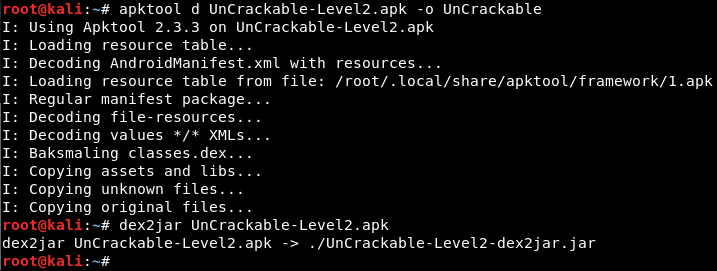 root@kali:~# apktool d UnCrackable-Level2.apk -o UnCrackable
I: Using Apktool 2.3.3 on UnCrackable-Level2.apk
I: Loading resource table...
I: Decoding AndroidManifest.xml with resources...
I: Loading resource table from file: /root/.local/share/apktool/framework/1.apk
I: Regular manifest package...
I: Decoding file-resources...
I: Decoding values */* XMLs...
I: Baksmaling classes.dex...
I: Copying assets and libs...
I: Copying unknown files...
I: Copying original files...
root@kali:~# dex2jar UnCrackable-Level2.apk
dex2jar UnCrackable-Level2.apk -> ./UnCrackable-Level2-dex2jar.jar
root@kali:~#